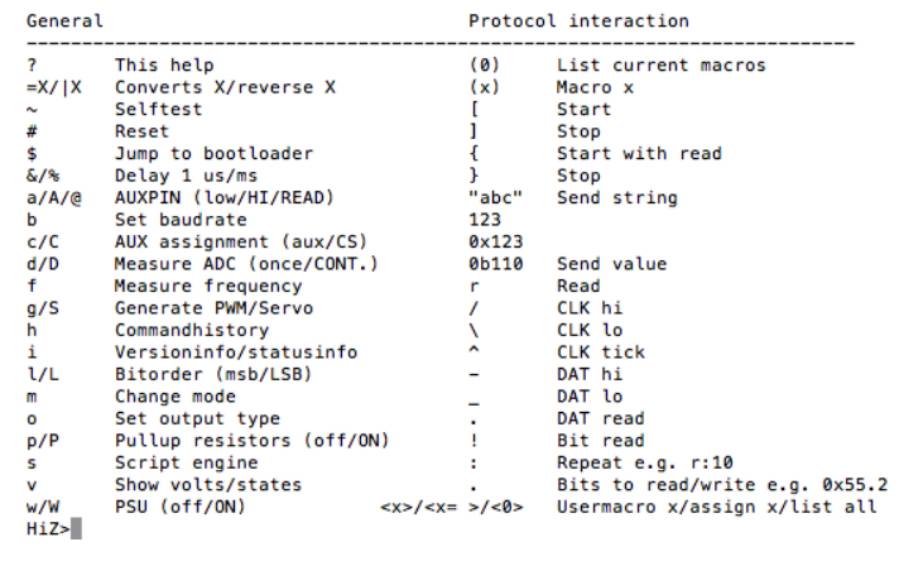 General Protocol interaction
---------------------------------------------------------------------------
? This help (0) List current macros
=X/|X Converts X/reverse X (x) Macro x
~ Selftest [ Start
# Reset ] Stop
$ Jump to bootloader { Start with read
&/% Delay 1 us/ms } Stop
a/A/@ AUXPIN (low/HI/READ) "abc" Send string
b Set baudrate 123
c/C AUX assignment (aux/CS) 0x123
d/D Measure ADC (once/CONT.) 0b110 Send value
f Measure frequency r Read
g/S Generate PWM/Servo / CLK hi
h Commandhistory \ CLK lo
i Versioninfo/statusinfo ^ CLK tick
l/L Bitorder (msb/LSB) - DAT hi
m Change mode _ DAT lo
o Set output type . DAT read
p/P Pullup resistors (off/ON) ! Bit read
s Script engine : Repeat e.g. r:10
v Show volts/states . Bits to read/write e.g. 0x55.2
w/W PSU (off/ON) <x>/<x= >/<0> Usermacro x/assign x/list all
HiZ>